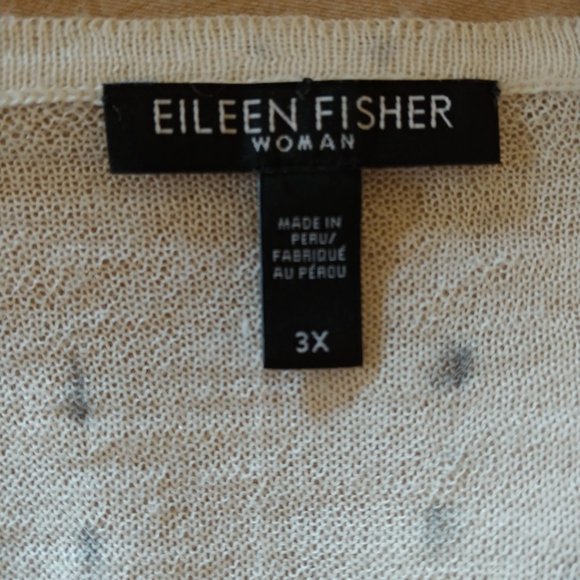 EILEEN FISHER
WOMAN
MADE IN
PERU/
FABRIQUÉ
AU PÉROU
3X